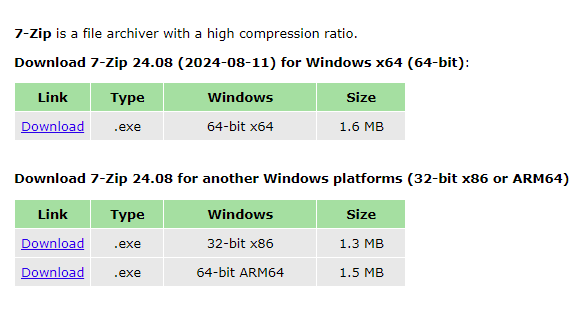 7-Zip is a file archiver with a high compression ratio.
Download 7-Zip 24.08 (2024-08-11) for Windows x64 (64-bit):
Link Type Windows Size
Download .exe 64-bit x64 1.6 MB
Download 7-Zip 24.08 for another Windows platforms (32-bit x86 or ARM64)
Link Type Windows Size
Download .exe 32-bit x86 1.3 MB
Download .exe 64-bit ARM64 1.5 MB